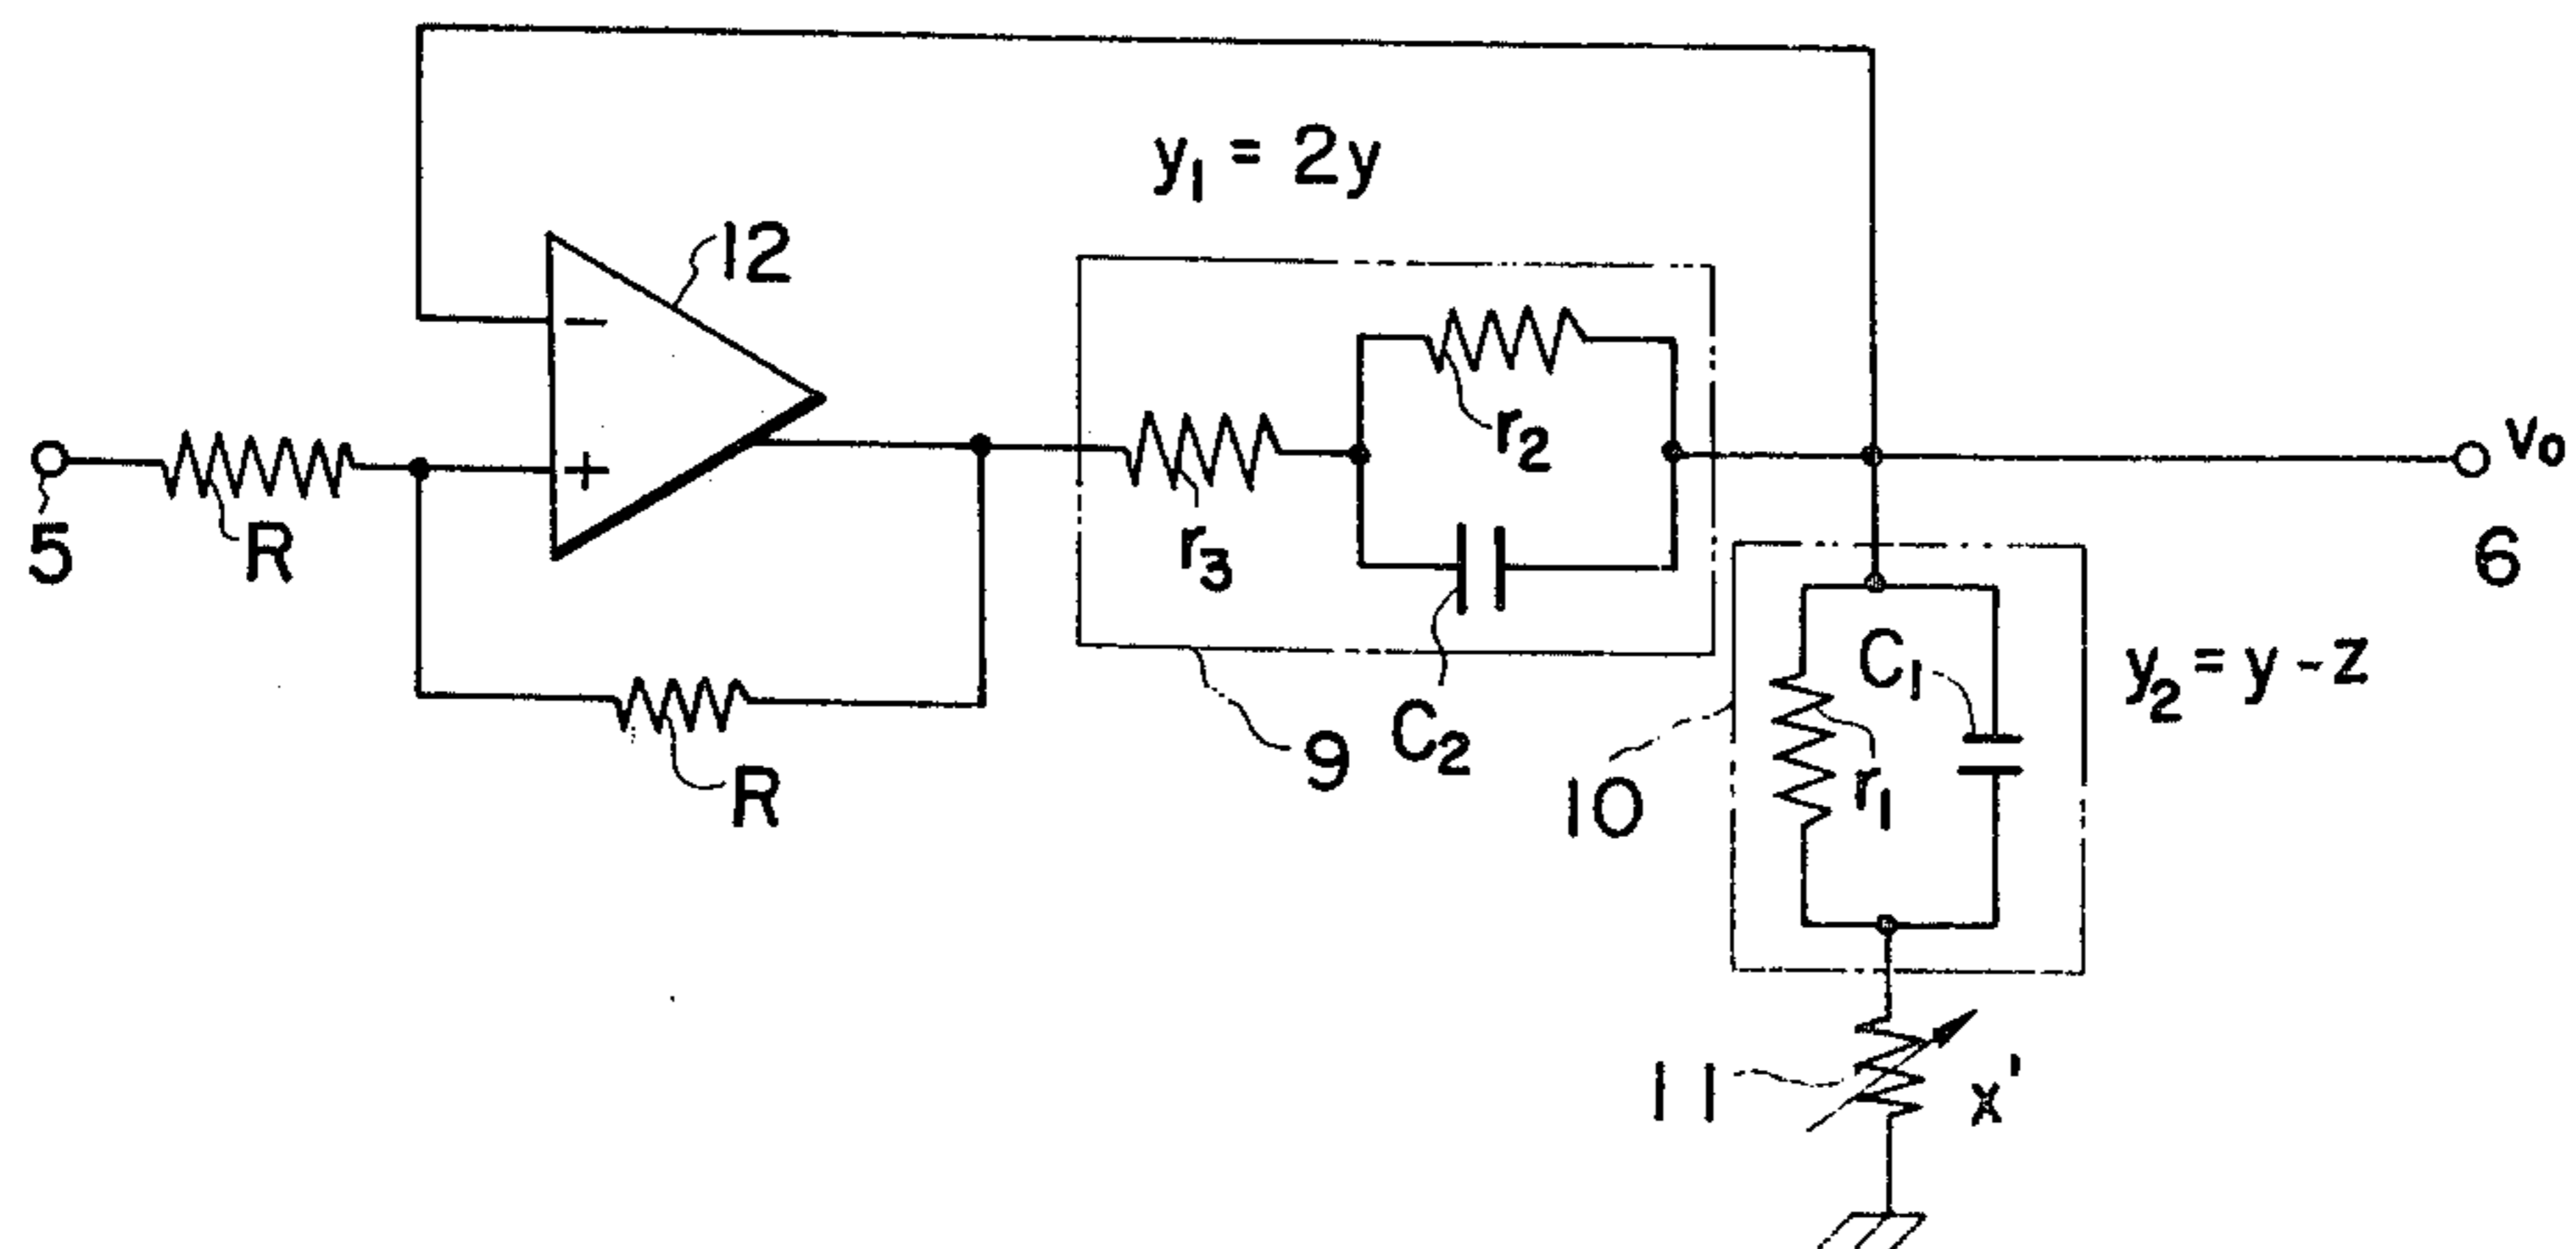 y₁ = 2y
12
−
+
5
R
R
r₃
r₂
C₂
9
v₀
6
10
r₁
C₁
y₂ = y - z
11
x'